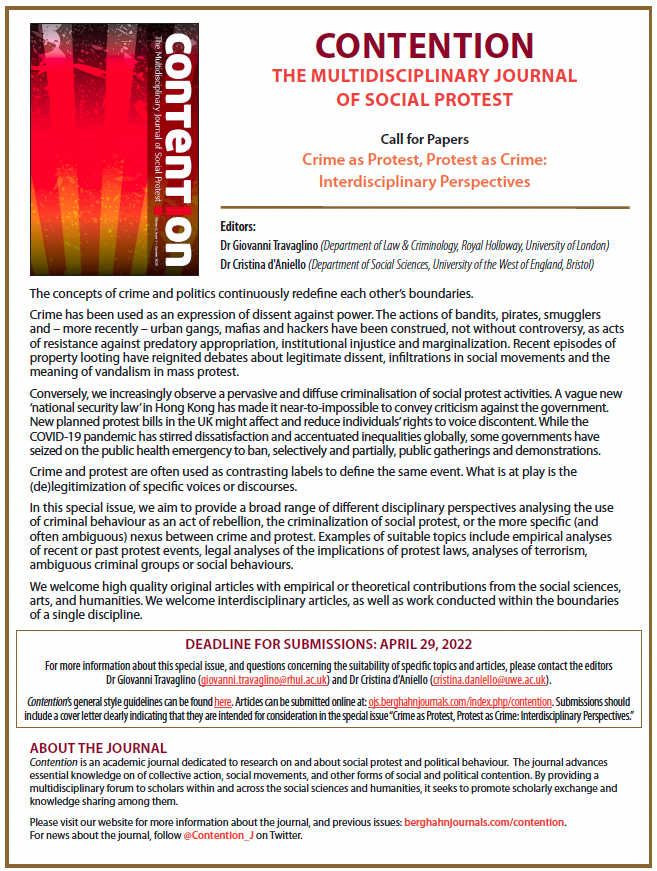 contention
The Multidisciplinary Journal of Social Protest
CONTENTION
THE MULTIDISCIPLINARY JOURNAL
OF SOCIAL PROTEST
Call for Papers
Crime as Protest, Protest as Crime:
Interdisciplinary Perspectives
Editors:
Dr Giovanni Travaglino (Department of Law & Criminology, Royal Holloway, University of London)
Dr Cristina d'Aniello (Department of Social Sciences, University of the West of England, Bristol)
The concepts of crime and politics continuously redefine each other's boundaries.
Crime has been used as an expression of dissent against power. The actions of bandits, pirates, smugglers
and – more recently – urban gangs, mafias and hackers have been construed, not without controversy, as acts
of resistance against predatory appropriation, institutional injustice and marginalization. Recent episodes of
property looting have reignited debates about legitimate dissent, infiltrations in social movements and the
meaning of vandalism in mass protest.
Conversely, we increasingly observe a pervasive and diffuse criminalisation of social protest activities. A vague new
'national security law' in Hong Kong has made it near-to-impossible to convey criticism against the government.
New planned protest bills in the UK might affect and reduce individuals' rights to voice discontent. While the
COVID-19 pandemic has stirred dissatisfaction and accentuated inequalities globally, some governments have
seized on the public health emergency to ban, selectively and partially, public gatherings and demonstrations.
Crime and protest are often used as contrasting labels to define the same event. What is at play is the
(de)legitimization of specific voices or discourses.
In this special issue, we aim to provide a broad range of different disciplinary perspectives analysing the use
of criminal behaviour as an act of rebellion, the criminalization of social protest, or the more specific (and
often ambiguous) nexus between crime and protest. Examples of suitable topics include empirical analyses
of recent or past protest events, legal analyses of the implications of protest laws, analyses of terrorism,
ambiguous criminal groups or social behaviours.
We welcome high quality original articles with empirical or theoretical contributions from the social sciences,
arts, and humanities. We welcome interdisciplinary articles, as well as work conducted within the boundaries
of a single discipline.
DEADLINE FOR SUBMISSIONS: APRIL 29, 2022
For more information about this special issue, and questions concerning the suitability of specific topics and articles, please contact the editors
Dr Giovanni Travaglino (giovanni.travaglino@rhul.ac.uk) and Dr Cristina d'Aniello (cristina.daniello@uwe.ac.uk).
Contention's general style guidelines can be found here. Articles can be submitted online at: ojs.berghahnjournals.com/index.php/contention. Submissions should
include a cover letter clearly indicating that they are intended for consideration in the special issue "Crime as Protest, Protest as Crime: Interdisciplinary Perspectives."
ABOUT THE JOURNAL
Contention is an academic journal dedicated to research on and about social protest and political behaviour. The journal advances
essential knowledge on of collective action, social movements, and other forms of social and political contention. By providing a
multidisciplinary forum to scholars within and across the social sciences and humanities, it seeks to promote scholarly exchange and
knowledge sharing among them.
Please visit our website for more information about the journal, and previous issues: berghahnjournals.com/contention.
For news about the journal, follow @Contention_J on Twitter.